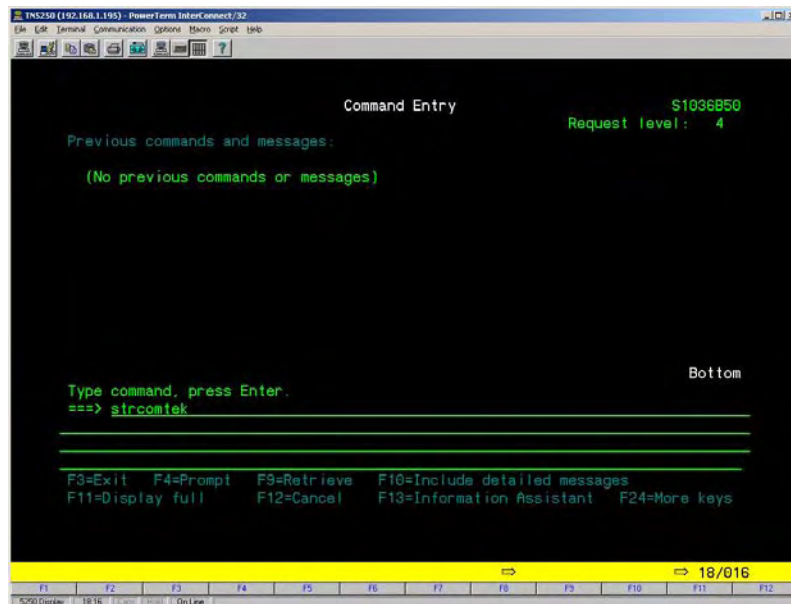 TN5250 (192.168.1.195) - PowerTerm InterConnect/32
File Edit Terminal Communication Options Macro Script Help
Command Entry S1036B50
Request level: 4
Previous commands and messages:
(No previous commands or messages)
Bottom
Type command, press Enter.
===> strcomtek
F3=Exit F4=Prompt F9=Retrieve F10=Include detailed messages
F11=Display full F12=Cancel F13=Information Assistant F24=More keys
18/016
F1 F2 F3 F4 F5 F6 F7 F8 F9 F10 F11 F12
5250 Display 18:16 Caps Hold On Line